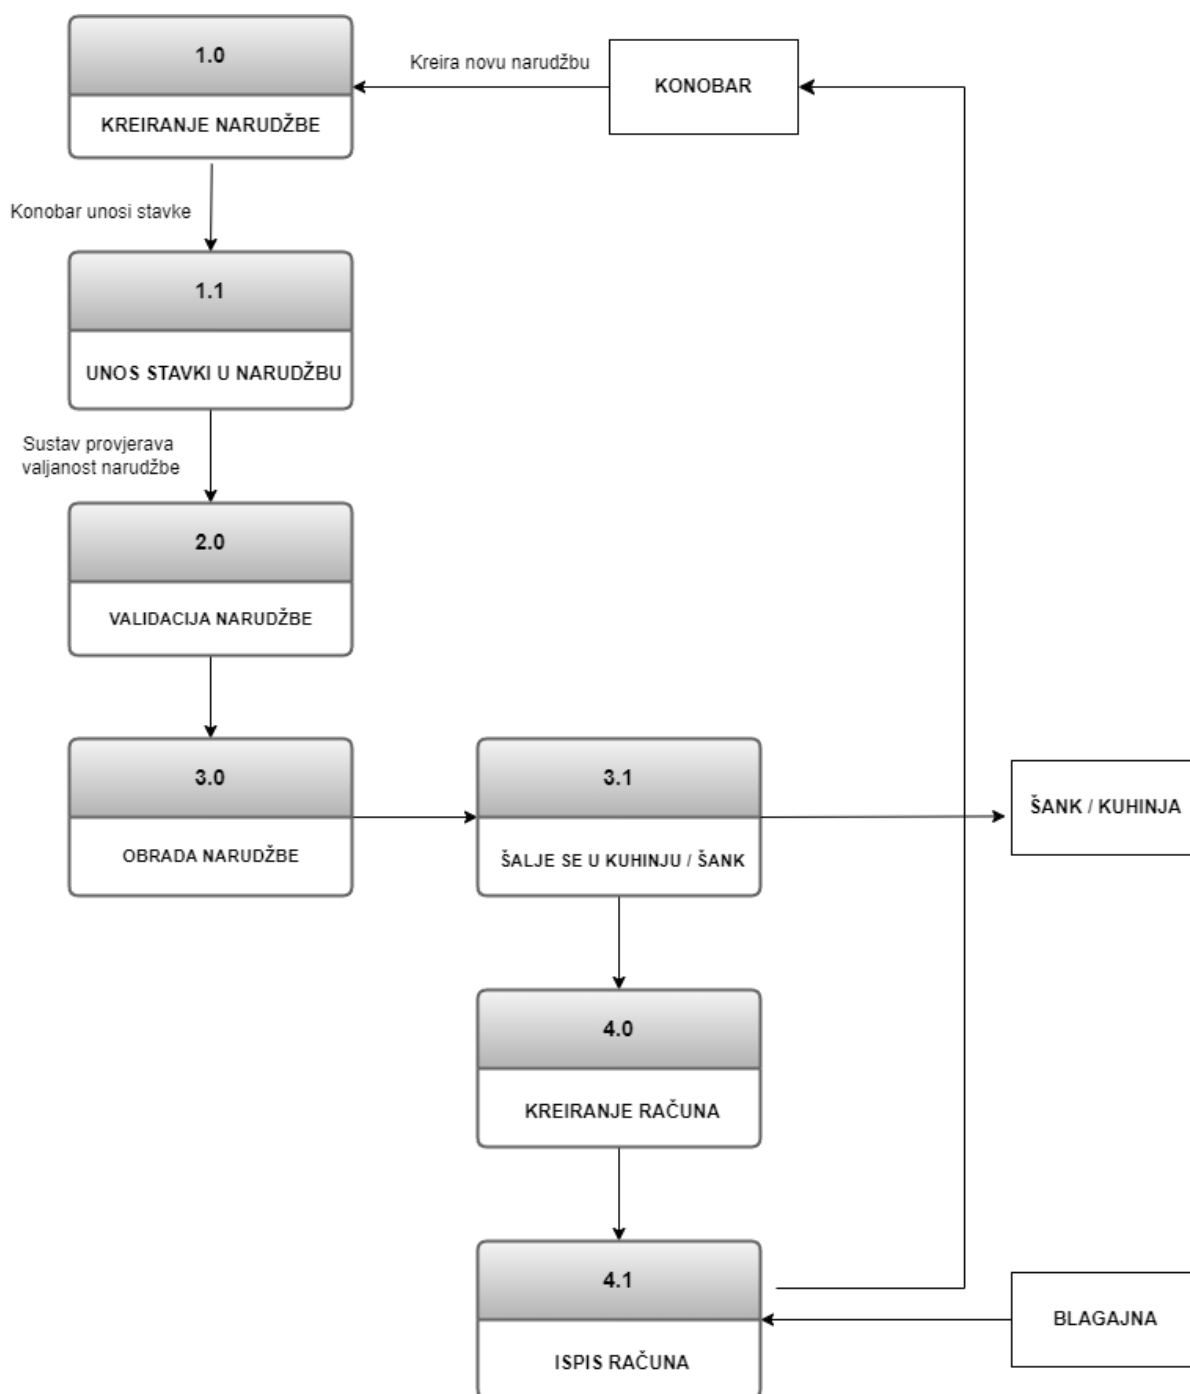 1.0
KREIRANJE NARUDŽBE
Kreira novu narudžbu
KONOBAR
Konobar unosi stavke
1.1
UNOS STAVKI U NARUDŽBU
Sustav provjerava
valjanost narudžbe
2.0
VALIDACIJA NARUDŽBE
3.0
OBRADA NARUDŽBE
3.1
ŠALJE SE U KUHINJU / ŠANK
ŠANK / KUHINJA
4.0
KREIRANJE RAČUNA
4.1
ISPIS RAČUNA
BLAGAJNA